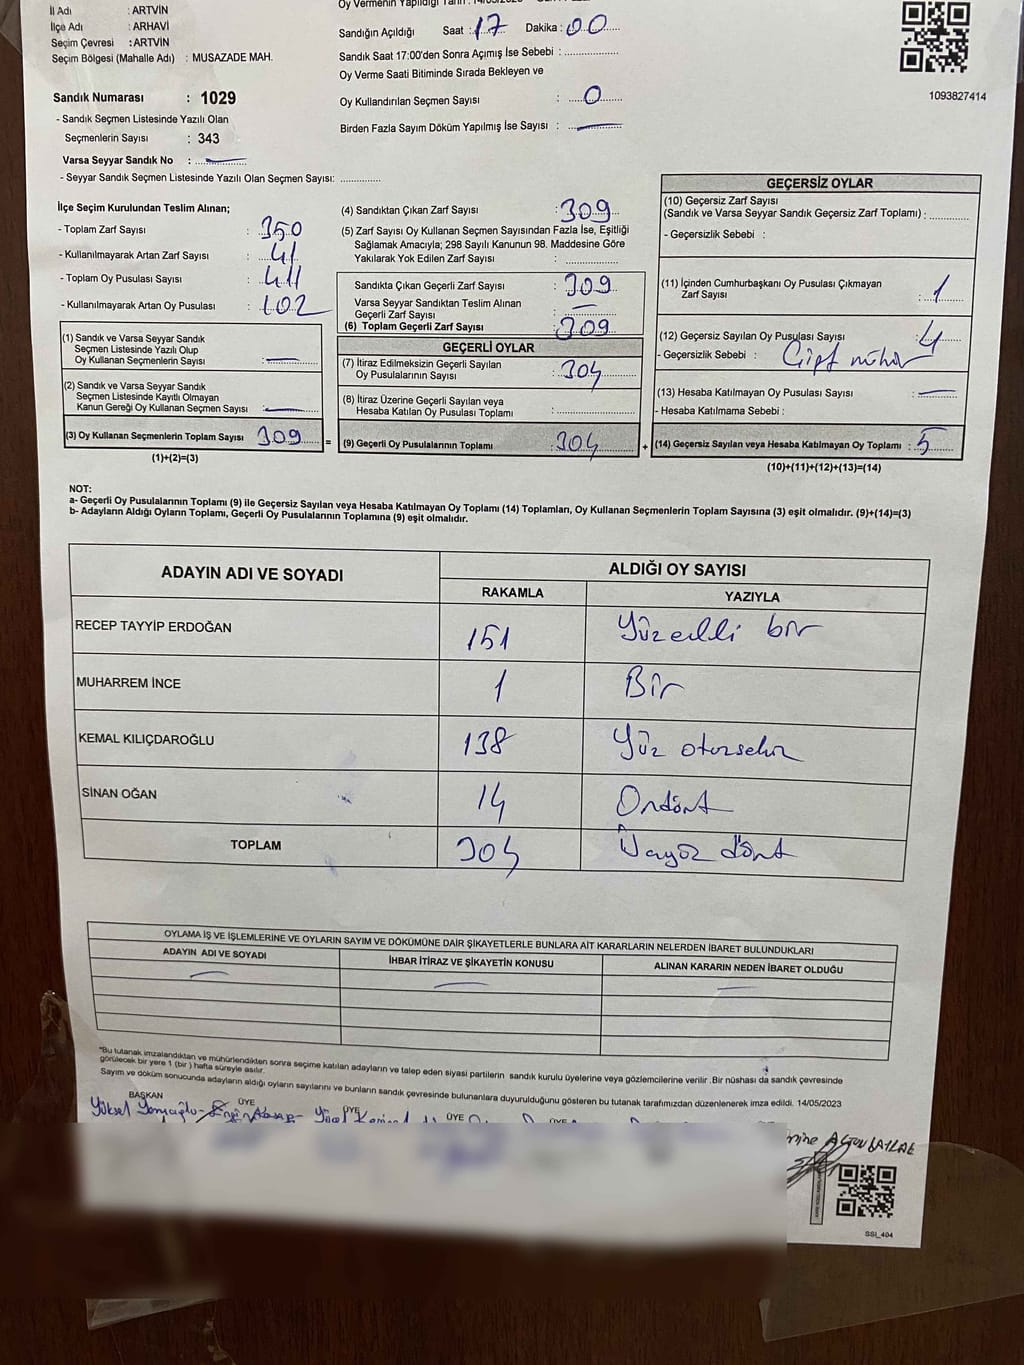 İl Adı : ARTVİN
İlçe Adı : ARHAVİ
Seçim Çevresi : ARTVİN
Seçim Bölgesi (Mahalle Adı) : MUSAZADE MAH.
Sandık Numarası : 1029
- Sandık Seçmen Listesinde Yazılı Olan
Seçmenlerin Sayısı : 343
Varsa Seyyar Sandık No :
- Seyyar Sandık Seçmen Listesinde Yazılı Olan Seçmen Sayısı:
Oy Vermenin Yapıldığı Tarih
Sandığın Açıldığı Saat : 17 Dakika : 00
Sandık Saat 17:00'den Sonra Açımış İse Sebebi :
Oy Verme Saati Bitiminde Sırada Bekleyen ve
Oy Kullandırılan Seçmen Sayısı : 0
Birden Fazla Sayım Döküm Yapılmış İse Sayısı :
1093827414
İlçe Seçim Kurulundan Teslim Alınan;
- Toplam Zarf Sayısı : 350
- Kullanılmayarak Artan Zarf Sayısı : 41
- Toplam Oy Pusulası Sayısı : 411
- Kullanılmayarak Artan Oy Pusulası : 102
(1) Sandık ve Varsa Seyyar Sandık
Seçmen Listesinde Yazılı Olup
Oy Kullanan Seçmenlerin Sayısı :
(2) Sandık ve Varsa Seyyar Sandık
Seçmen Listesinde Kayıtlı Olmayan
Kanun Gereği Oy Kullanan Seçmen Sayısı :
(3) Oy Kullanan Seçmenlerin Toplam Sayısı 309 =
(1)+(2)=(3)
(4) Sandıktan Çıkan Zarf Sayısı : 309
(5) Zarf Sayısı Oy Kullanan Seçmen Sayısından Fazla İse, Eşitliği
Sağlamak Amacıyla; 298 Sayılı Kanunun 98. Maddesine Göre
Yakılarak Yok Edilen Zarf Sayısı :
Sandıkta Çıkan Geçerli Zarf Sayısı : 309
Varsa Seyyar Sandıktan Teslim Alınan
Geçerli Zarf Sayısı :
(6) Toplam Geçerli Zarf Sayısı : 309
GEÇERLİ OYLAR
(7) İtiraz Edilmeksizin Geçerli Sayılan
Oy Pusulalarının Sayısı : 304
(8) İtiraz Üzerine Geçerli Sayılan veya
Hesaba Katılan Oy Pusulası Toplamı :
(9) Geçerli Oy Pusulalarının Toplamı : 304 +
GEÇERSİZ OYLAR
(10) Geçersiz Zarf Sayısı
(Sandık ve Varsa Seyyar Sandık Geçersiz Zarf Toplamı) :
- Geçersizlik Sebebi :
(11) İçinden Cumhurbaşkanı Oy Pusulası Çıkmayan
Zarf Sayısı : 1
(12) Geçersiz Sayılan Oy Pusulası Sayısı : 4
- Geçersizlik Sebebi : Çift mühür
(13) Hesaba Katılmayan Oy Pusulası Sayısı :
- Hesaba Katılmama Sebebi :
(14) Geçersiz Sayılan veya Hesaba Katılmayan Oy Toplamı : 5
(10)+(11)+(12)+(13)=(14)
NOT:
a- Geçerli Oy Pusulalarının Toplamı (9) ile Geçersiz Sayılan veya Hesaba Katılmayan Oy Toplamı (14) Toplamları, Oy Kullanan Seçmenlerin Toplam Sayısına (3) eşit olmalıdır. (9)+(14)=(3)
b- Adayların Aldığı Oyların Toplamı, Geçerli Oy Pusulalarının Toplamına (9) eşit olmalıdır.
ADAYIN ADI VE SOYADI ALDIĞI OY SAYISI
RAKAMLA YAZIYLA
RECEP TAYYİP ERDOĞAN 151 Yüzelli bir
MUHARREM İNCE 1 Bir
KEMAL KILIÇDAROĞLU 138 Yüz otuzsekiz
SİNAN OĞAN 14 Ondört
TOPLAM 304 Üçyüz dört
OYLAMA İŞ VE İŞLEMLERİNE VE OYLARIN SAYIM VE DÖKÜMÜNE DAİR ŞİKAYETLERLE BUNLARA AİT KARARLARIN NELERDEN İBARET BULUNDUKLARI
ADAYIN ADI VE SOYADI İHBAR İTİRAZ VE ŞİKAYETİN KONUSU ALINAN KARARIN NEDEN İBARET OLDUĞU
*Bu tutanak imzalandıktan ve mühürlendikten sonra seçime katılan adayların ve talep eden siyasi partilerin sandık kurulu üyelerine veya gözlemcilerine verilir. Bir nüshası da sandık çevresinde
görülecek bir yere 1 (bir) hafta süreyle asılır.
Sayım ve döküm sonucunda adayların aldığı oyların sayılarını ve bunların sandık çevresinde bulunanlara duyurulduğunu gösteren bu tutanak tarafımızdan düzenlenerek imza edildi. 14/05/2023
BAŞKAN ÜYE ÜYE ÜYE ÜYE
Yüksel
SSI_404